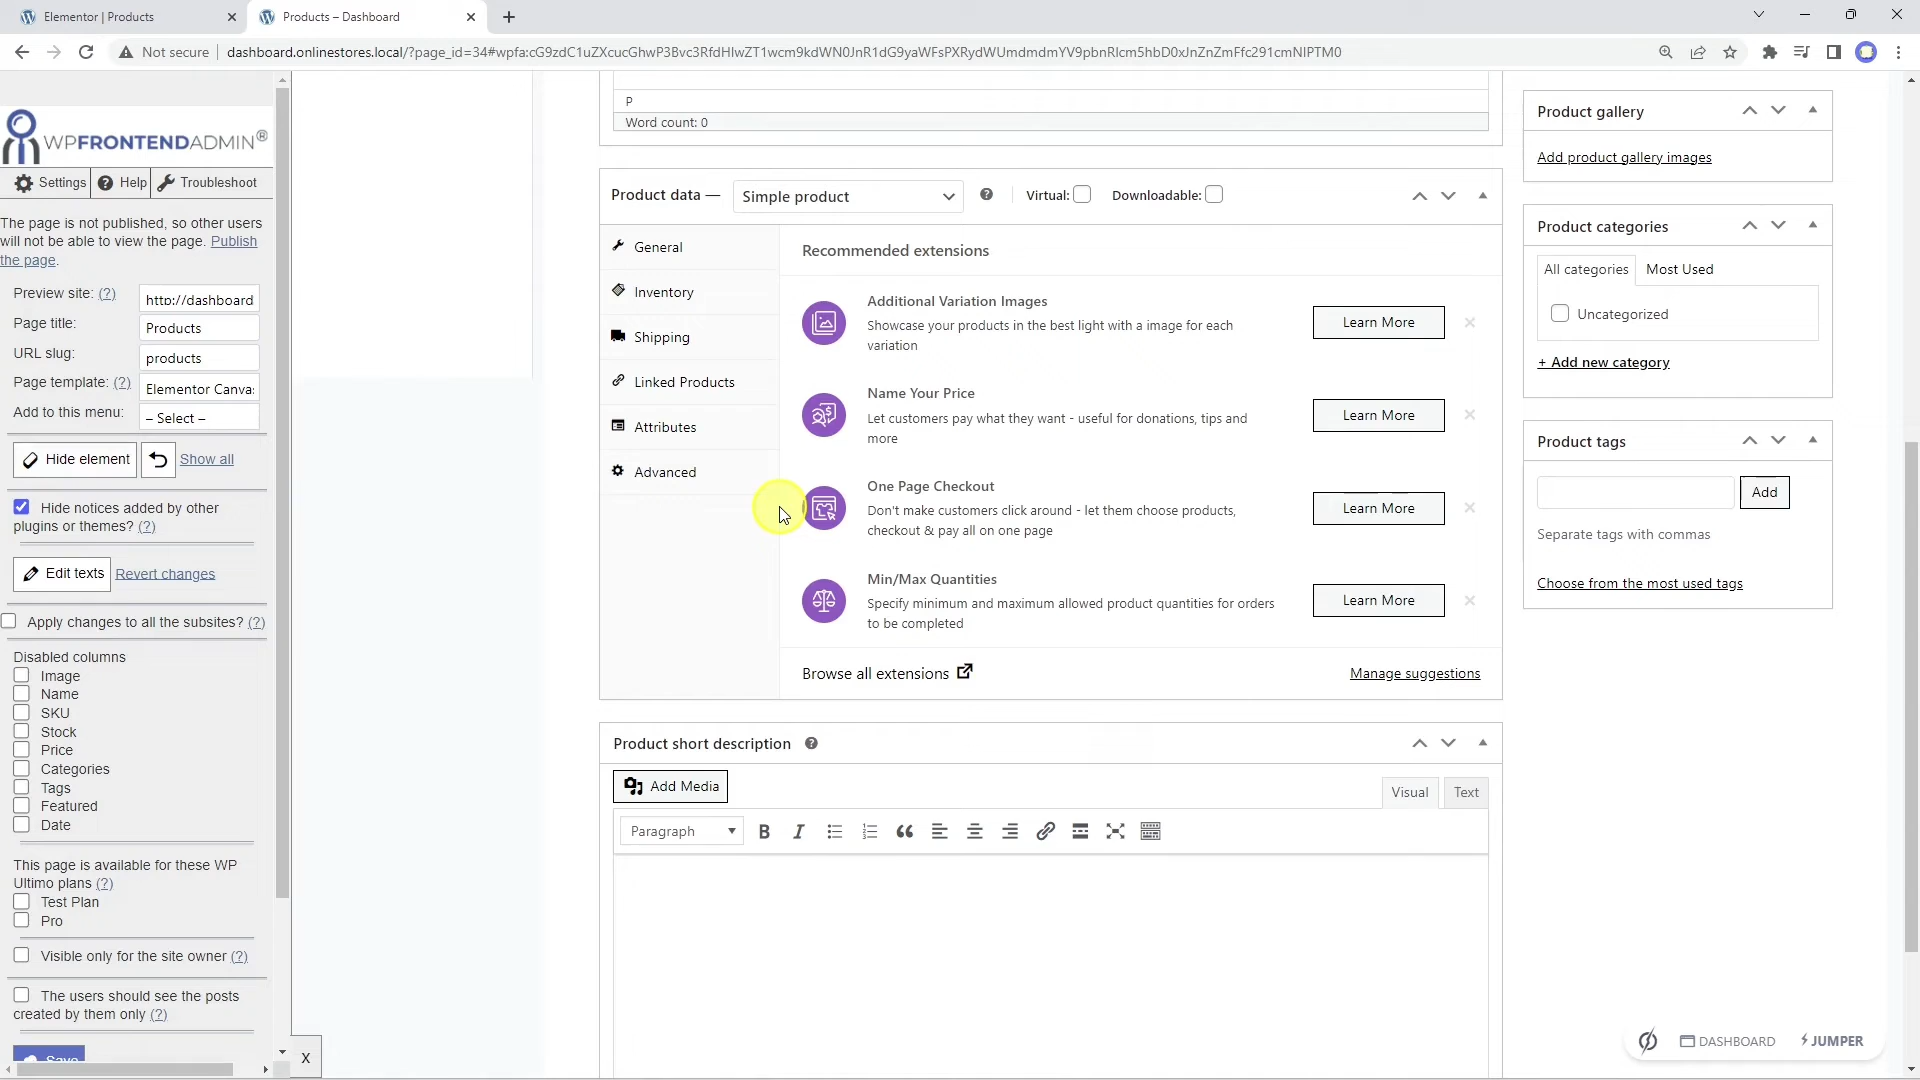 Elementor | Products
Products – Dashboard
Not secure
dashboard.onlinestores.local/?page_id=34#wpfa:
WPFRONTENDADMIN®
Settings
Help
Troubleshoot
The page is not published, so other users
will not be able to view the page. Publish
the page.
Preview site: (?)
http://dashboard
Page title:
Products
URL slug:
products
Page template: (?)
Elementor Canva
Add to this menu:
– Select –
Hide element
Show all
Hide notices added by other
plugins or themes? (?)
Edit texts
Revert changes
Apply changes to all the subsites? (?)
Disabled columns
Image
Name
SKU
Stock
Price
Categories
Tags
Featured
Date
This page is available for these WP
Ultimo plans (?)
Test Plan
Pro
Visible only for the site owner (?)
The users should see the posts
created by them only (?)
Save
X
P
Word count: 0
Product data —
Simple product
Virtual:
Downloadable:
General
Inventory
Shipping
Linked Products
Attributes
Advanced
Recommended extensions
Additional Variation Images
Showcase your products in the best light with a image for each
variation
Learn More
Name Your Price
Let customers pay what they want - useful for donations, tips and
more
Learn More
One Page Checkout
Don't make customers click around - let them choose products,
checkout & pay all on one page
Learn More
Min/Max Quantities
Specify minimum and maximum allowed product quantities for orders
to be completed
Learn More
Browse all extensions
Manage suggestions
Product short description
Add Media
Visual
Text
Paragraph
B
I
Product gallery
Add product gallery images
Product categories
All categories
Most Used
Uncategorized
+ Add new category
Product tags
Add
Separate tags with commas
Choose from the most used tags
DASHBOARD
JUMPER